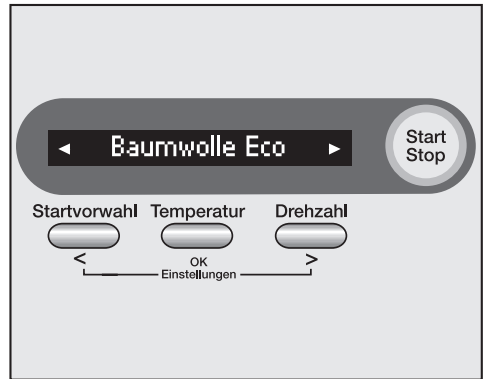 ◄ Baumwolle Eco ►
Start
Stop
Startvorwahl Temperatur Drehzahl
< OK >
Einstellungen